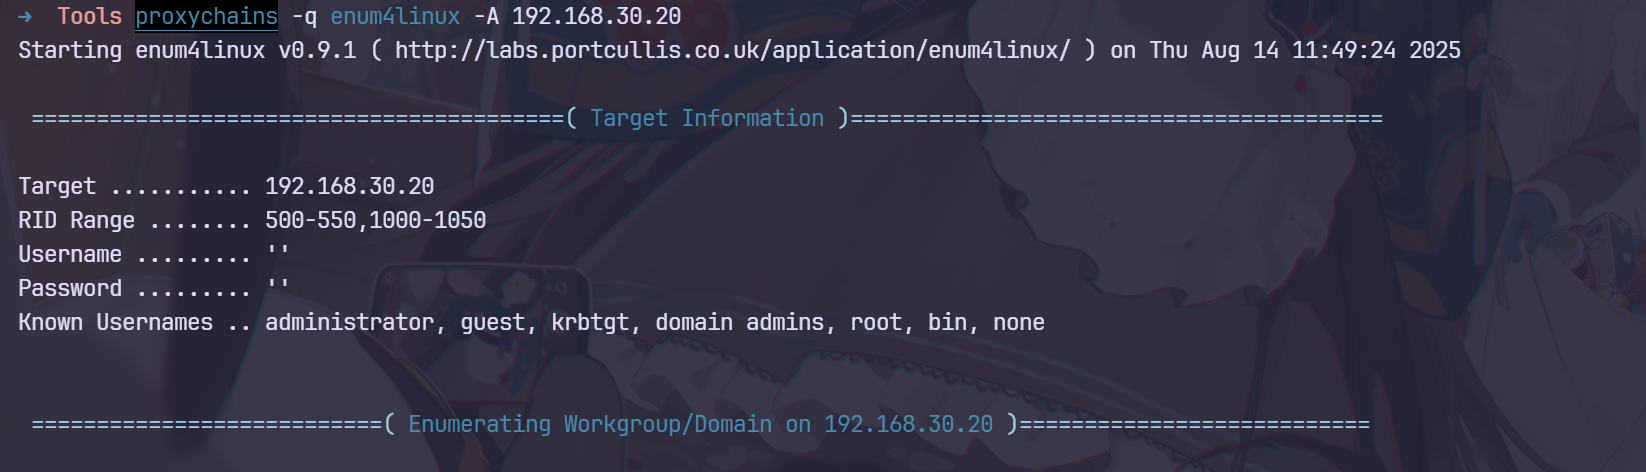 → Tools proxychains -q enum4linux -A 192.168.30.20
Starting enum4linux v0.9.1 ( http://labs.portcullis.co.uk/application/enum4linux/ ) on Thu Aug 14 11:49:24 2025
=========================================( Target Information )=========================================
Target ........... 192.168.30.20
RID Range ........ 500-550,1000-1050
Username ......... ''
Password ......... ''
Known Usernames .. administrator, guest, krbtgt, domain admins, root, bin, none
===========================( Enumerating Workgroup/Domain on 192.168.30.20 )===========================